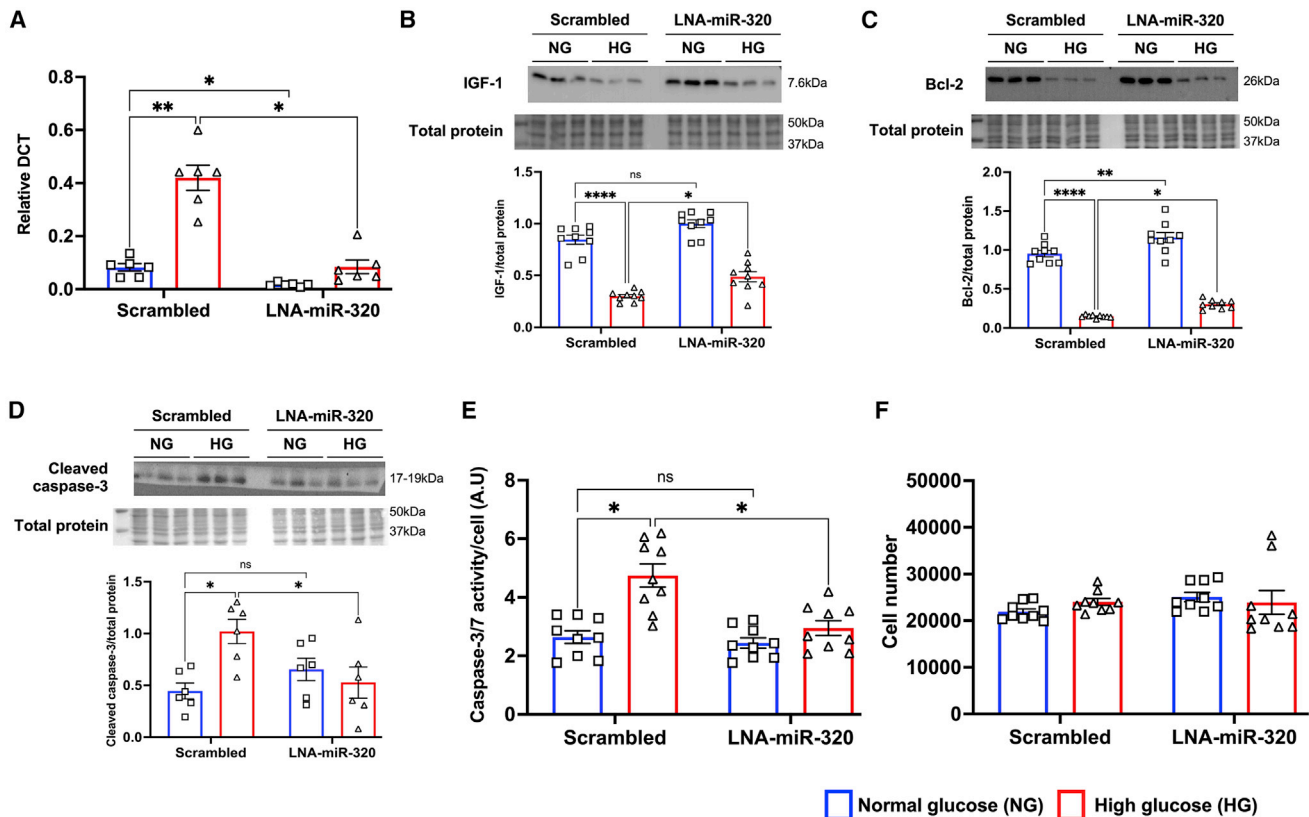 A
Relative DCT
0.8
0.6
0.4
0.2
0.0
*
**
*
Scrambled LNA-miR-320
B
Scrambled LNA-miR-320
NG HG NG HG
IGF-1
7.6kDa
Total protein
50kDa
37kDa
IGF-1/total protein
1.5
1.0
0.5
0.0
ns
****
*
Scrambled LNA-miR-320
C
Scrambled LNA-miR-320
NG HG NG HG
Bcl-2
26kDa
Total protein
50kDa
37kDa
Bcl-2/total protein
2.0
1.5
1.0
0.5
0.0
**
****
*
Scrambled LNA-miR-320
D
Scrambled LNA-miR-320
NG HG NG HG
Cleaved
caspase-3
17-19kDa
Total protein
50kDa
37kDa
Cleaved caspase-3/total protein
1.5
1.0
0.5
0.0
ns
*
*
Scrambled LNA-miR-320
E
Caspase-3/7 activity/cell (A.U)
8
6
4
2
0
ns
*
*
Scrambled LNA-miR-320
F
Cell number
50000
40000
30000
20000
10000
0
Scrambled LNA-miR-320
Normal glucose (NG) High glucose (HG)